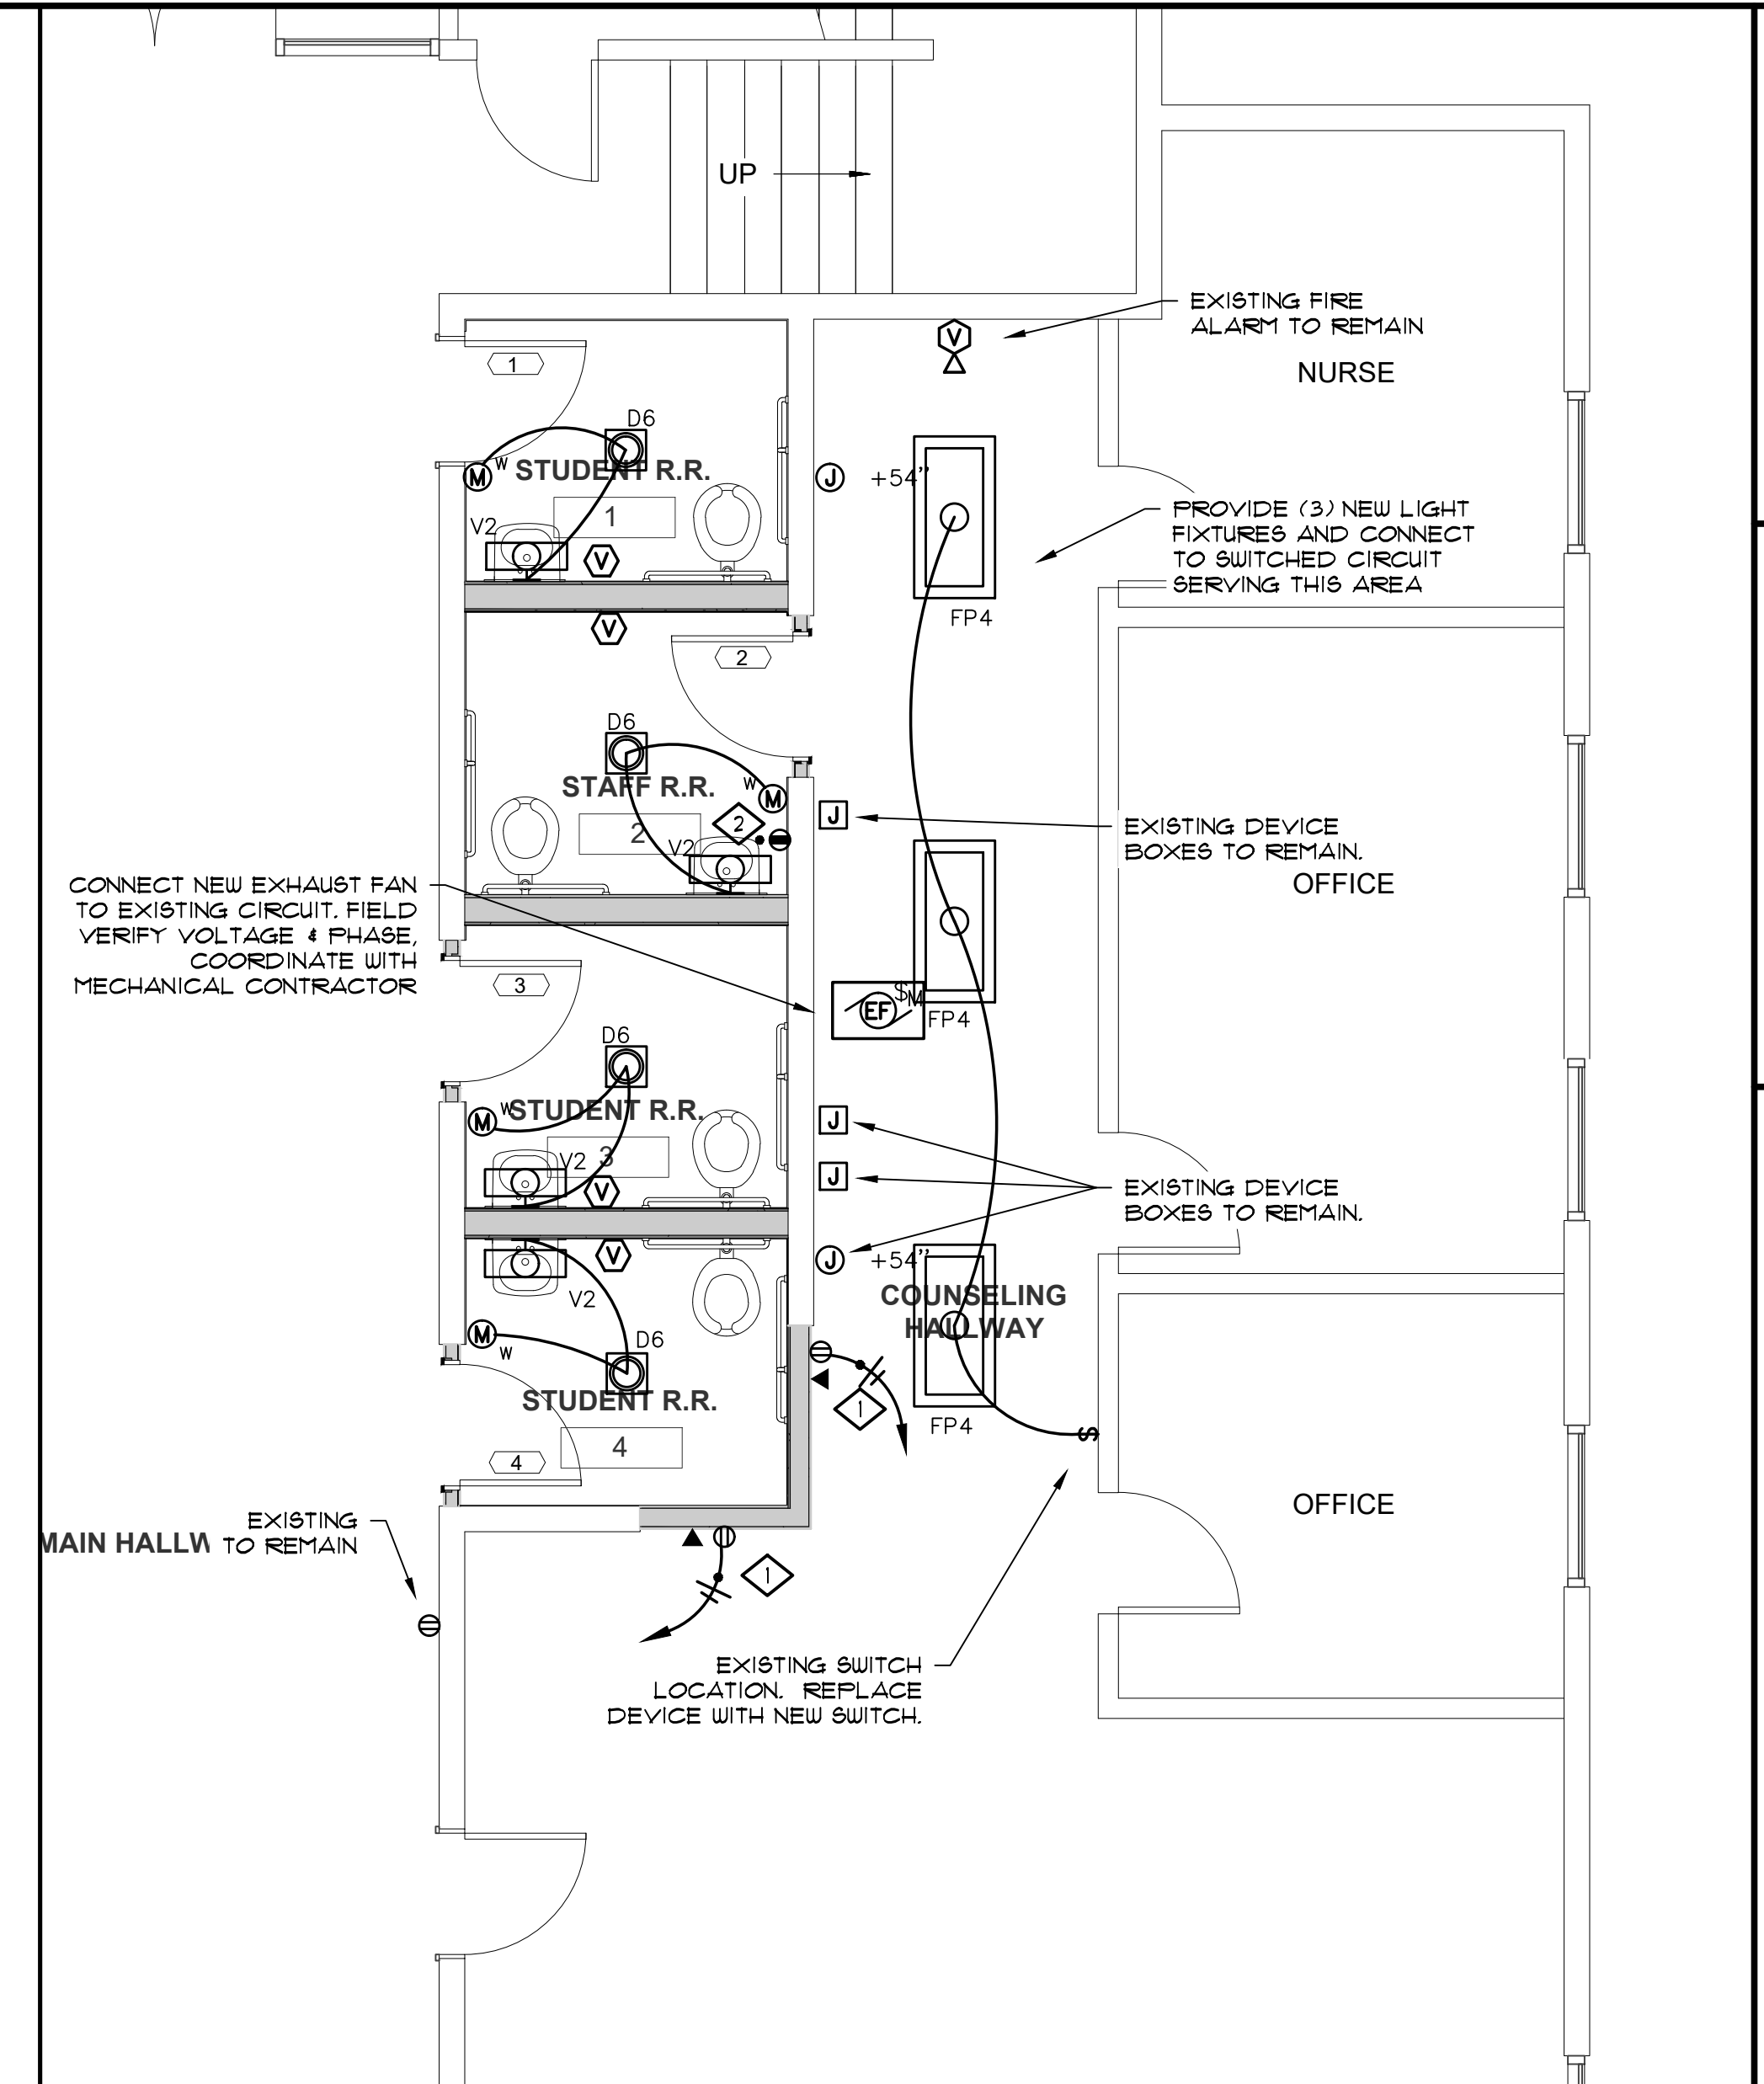 UP
EXISTING FIRE
ALARM TO REMAIN
NURSE
1
V
D6
M
W
STUDENT R.R.
1
J
+54"
V2
V
PROVIDE (3) NEW LIGHT
FIXTURES AND CONNECT
TO SWITCHED CIRCUIT
SERVING THIS AREA
FP4
V
2
D6
STAFF R.R.
W
M
2
2
V2
J
EXISTING DEVICE
BOXES TO REMAIN.
OFFICE
CONNECT NEW EXHAUST FAN
TO EXISTING CIRCUIT. FIELD
VERIFY VOLTAGE & PHASE,
COORDINATE WITH
MECHANICAL CONTRACTOR
3
$M
EF
FP4
D6
M
W
STUDENT R.R.
3
V2
V
J
J
EXISTING DEVICE
BOXES TO REMAIN.
V
J
+54"
V2
COUNSELING
HALLWAY
M
W
D6
STUDENT R.R.
4
4
1
FP4
S
OFFICE
EXISTING
TO REMAIN
MAIN HALLW
1
EXISTING SWITCH
LOCATION. REPLACE
DEVICE WITH NEW SWITCH.